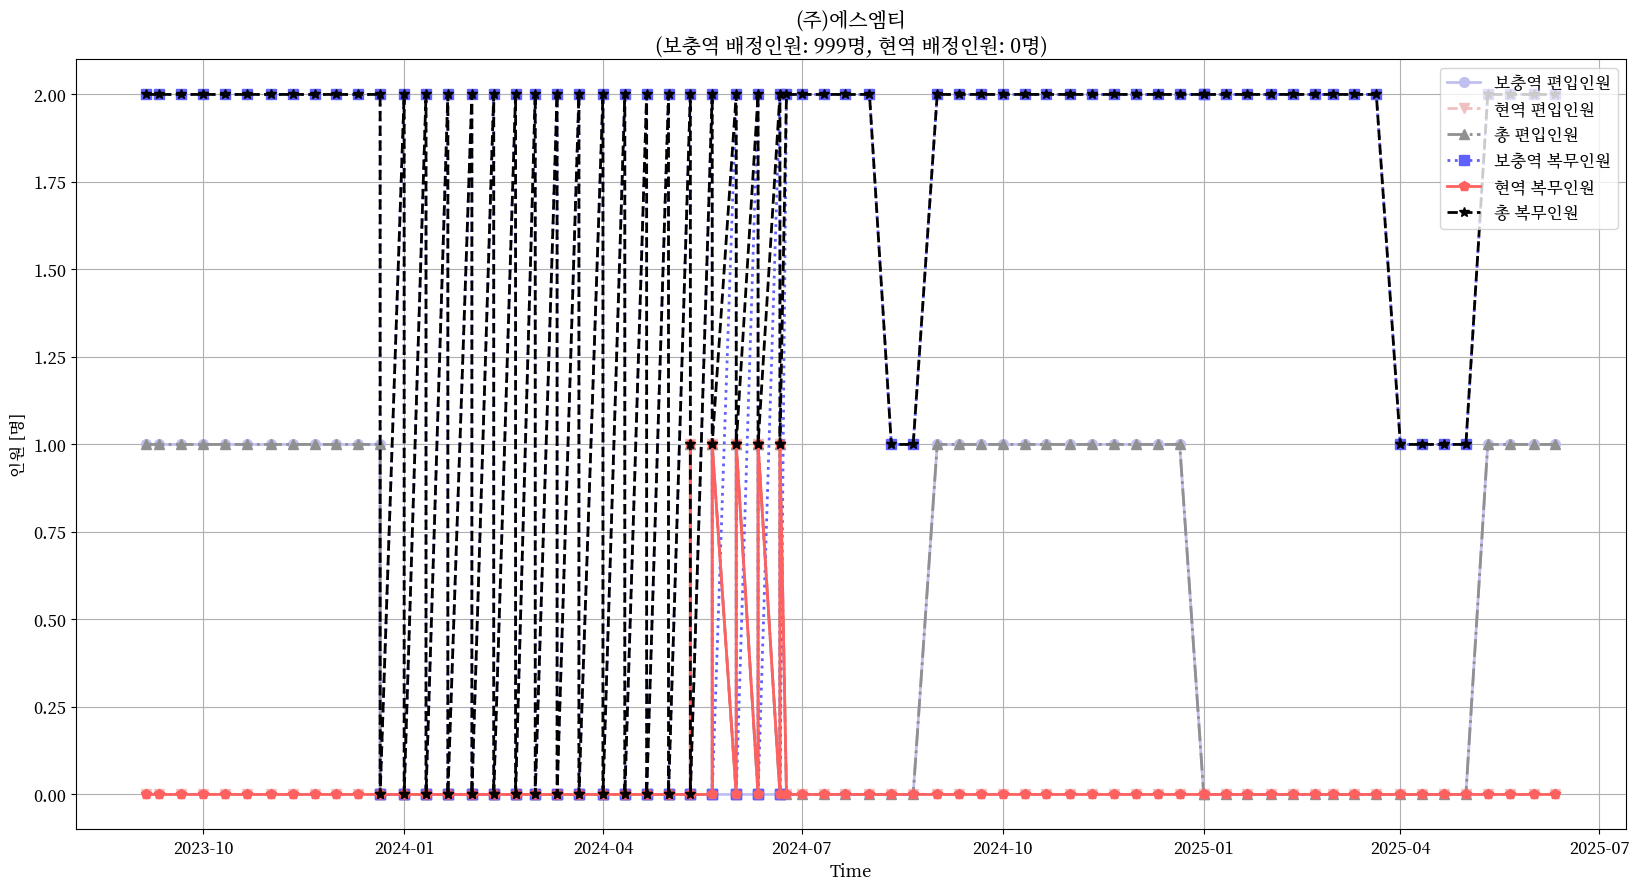 (주)에스엠티
(보충역 배정인원: 999명, 현역 배정인원: 0명)
보충역 편입인원
현역 편입인원
총 편입인원
보충역 복무인원
현역 복무인원
총 복무인원
인원 [명]
2.00
1.75
1.50
1.25
1.00
0.75
0.50
0.25
0.00
2023-10
2024-01
2024-04
2024-07
2024-10
2025-01
2025-04
2025-07
Time